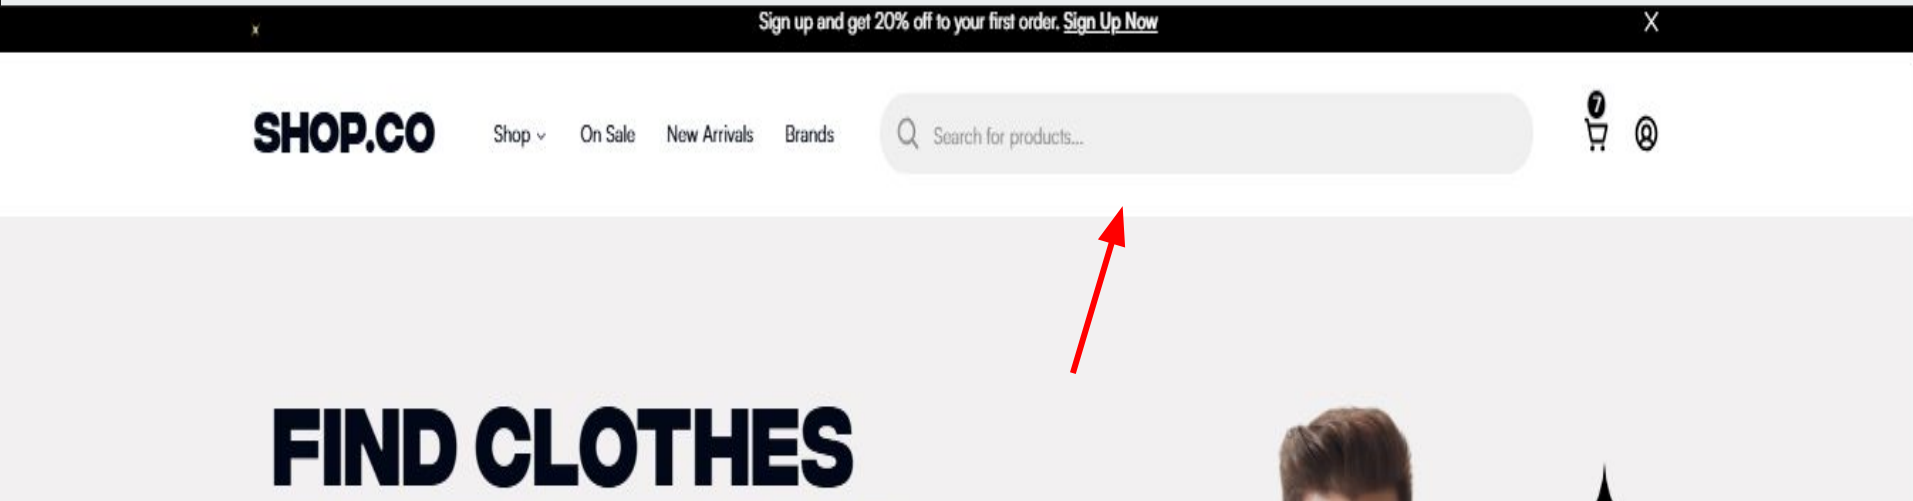 Sign up and get 20% off to your first order. Sign Up Now
X
SHOP.CO
Shop
On Sale
New Arrivals
Brands
Search for products...
7
FIND CLOTHES